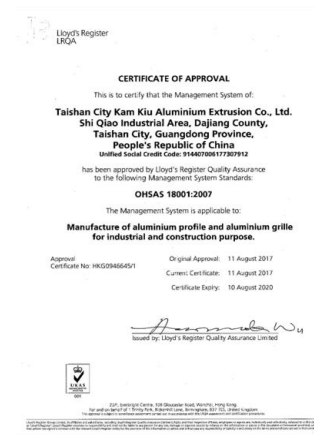 Lloyd's Register
LRQA
CERTIFICATE OF APPROVAL
This is to certify that the Management System of:
Taishan City Kam Kiu Aluminium Extrusion Co., Ltd.
Shi Qiao Industrial Area, Dajiang County,
Taishan City, Guangdong Province,
People's Republic of China
Unified Social Credit Code: 914407006177307912
has been approved by Lloyd's Register Quality Assurance
to the following Management System Standards:
OHSAS 18001:2007
The Management System is applicable to:
Manufacture of aluminium profile and aluminium grille
for industrial and construction purpose.
Approval
Certificate No: HKG0946645/1
Original Approval: 11 August 2017
Current Certificate: 11 August 2017
Certificate Expiry: 10 August 2020
Issued by: Lloyd's Register Quality Assurance Limited
UKAS
001